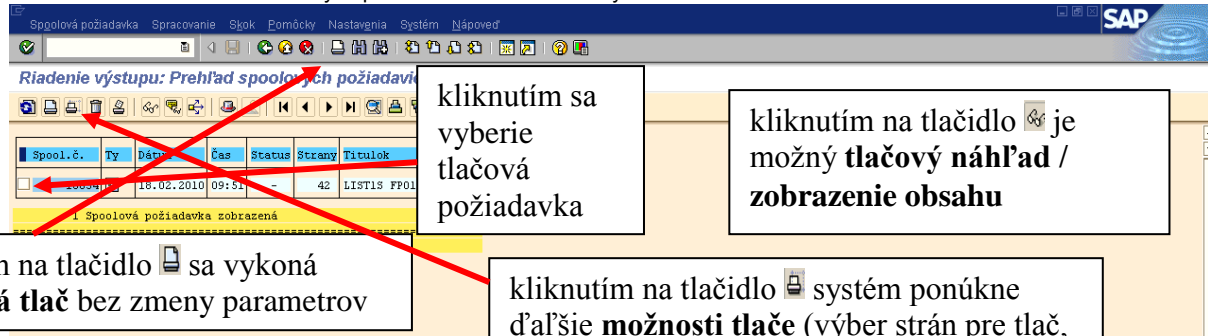 Spoolová požiadavka Spracovanie Skok Pomôcky Nastavenia Systém Nápoveď
SAP
Riadenie výstupu: Prehľad spoolových
kliknutím sa
vyberie
tlačová
požiadavka
kliknutím na tlačidlo je
možný tlačový náhľad /
zobrazenie obsahu
Spool.č. Ty Čas Status Strany Titulok
18.02.2010 09:51 - 42 LIST1S FP01
1 Spoolová požiadavka zobrazená
na tlačidlo sa vykoná
tlač bez zmeny parametrov
kliknutím na tlačidlo systém ponúkne
ďaľšie možnosti tlače (výber strán pre tlač,